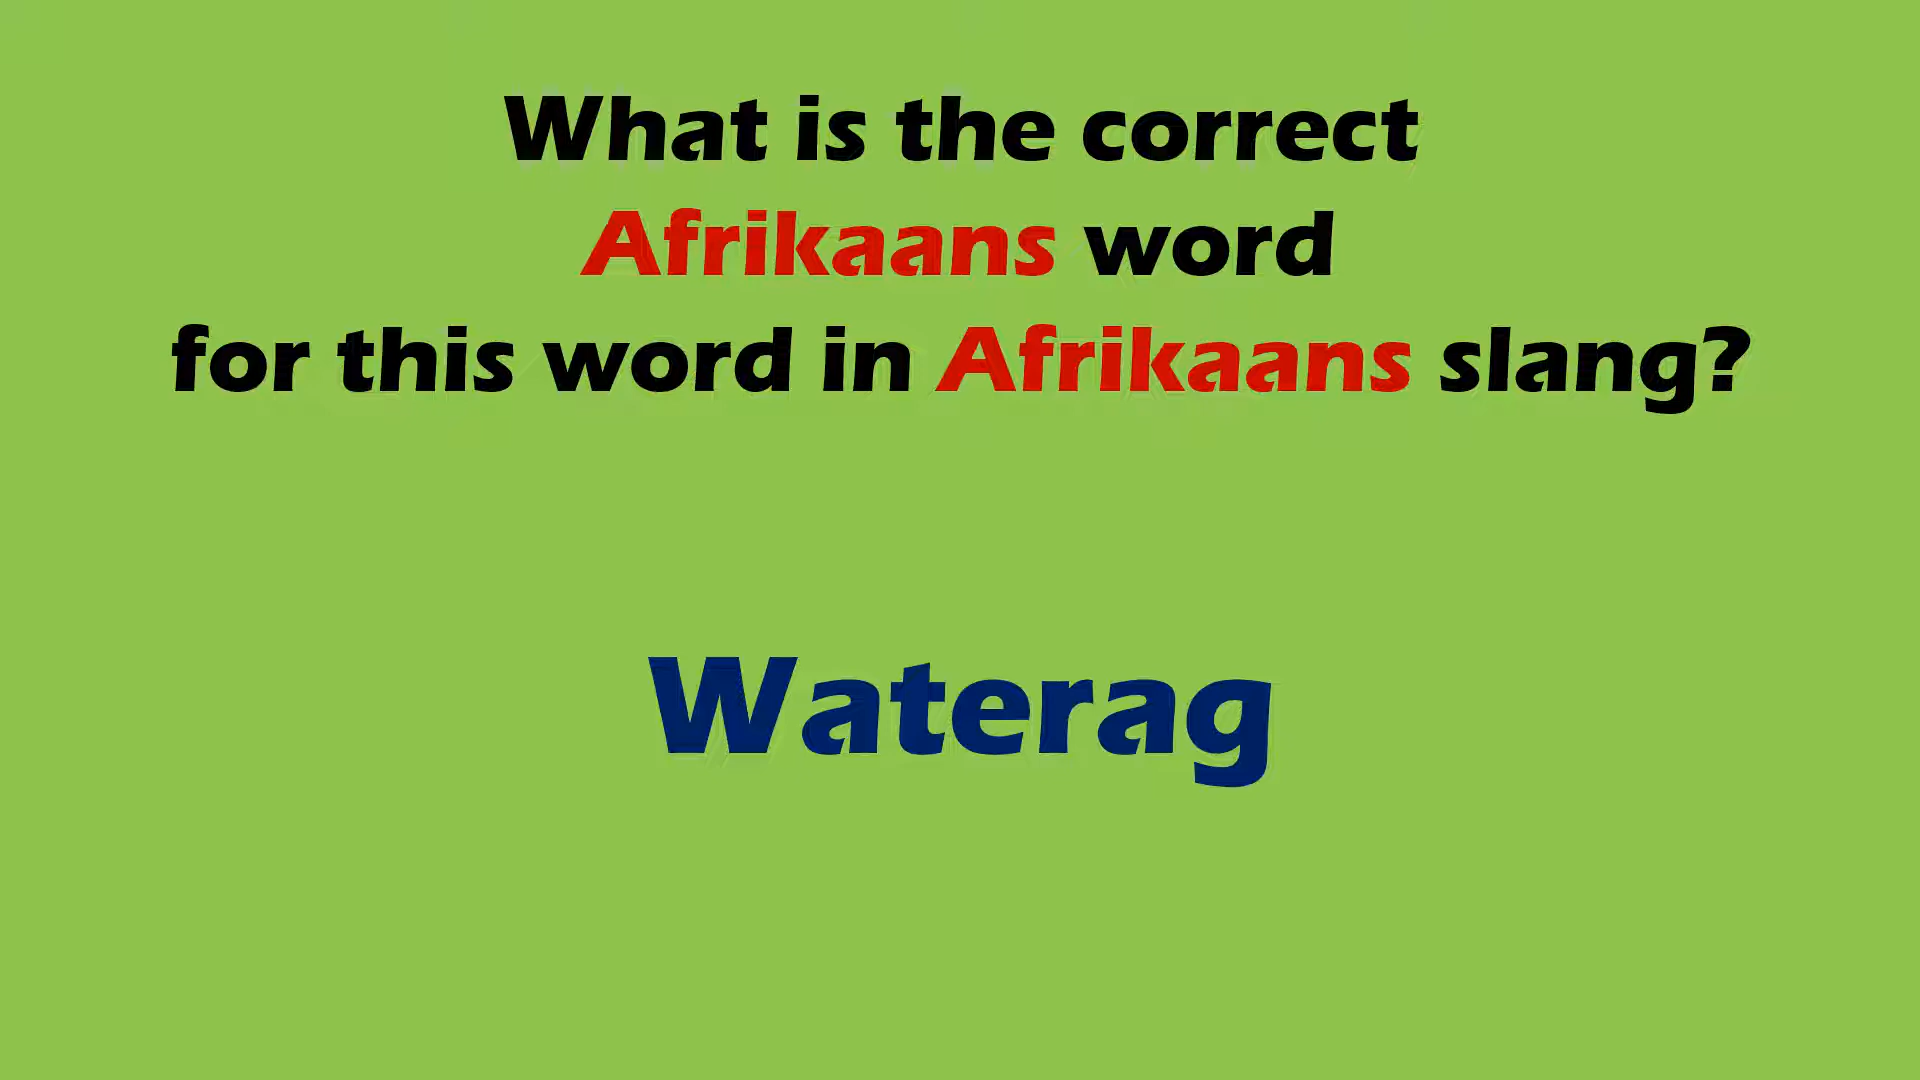 What is the correct
Afrikaans word
for this word in Afrikaans slang?
Waterag